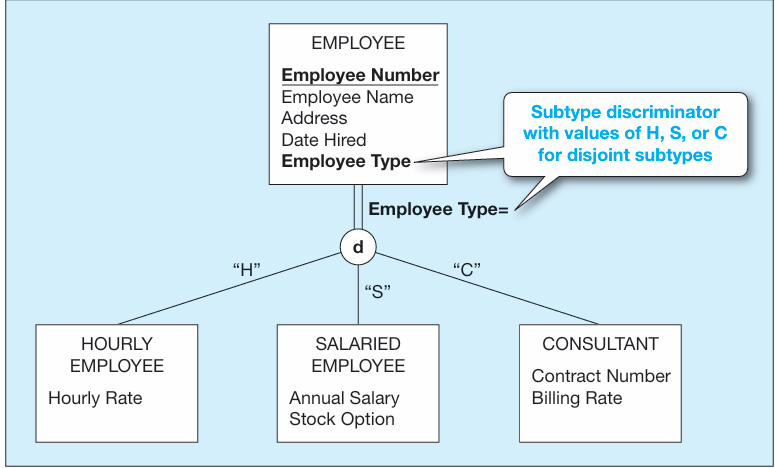 EMPLOYEE
Employee Number
Employee Name
Address
Date Hired
Employee Type
Subtype discriminator
with values of H, S, or C
for disjoint subtypes
Employee Type=
d
“H”
“S”
“C”
HOURLY
EMPLOYEE
Hourly Rate
SALARIED
EMPLOYEE
Annual Salary
Stock Option
CONSULTANT
Contract Number
Billing Rate